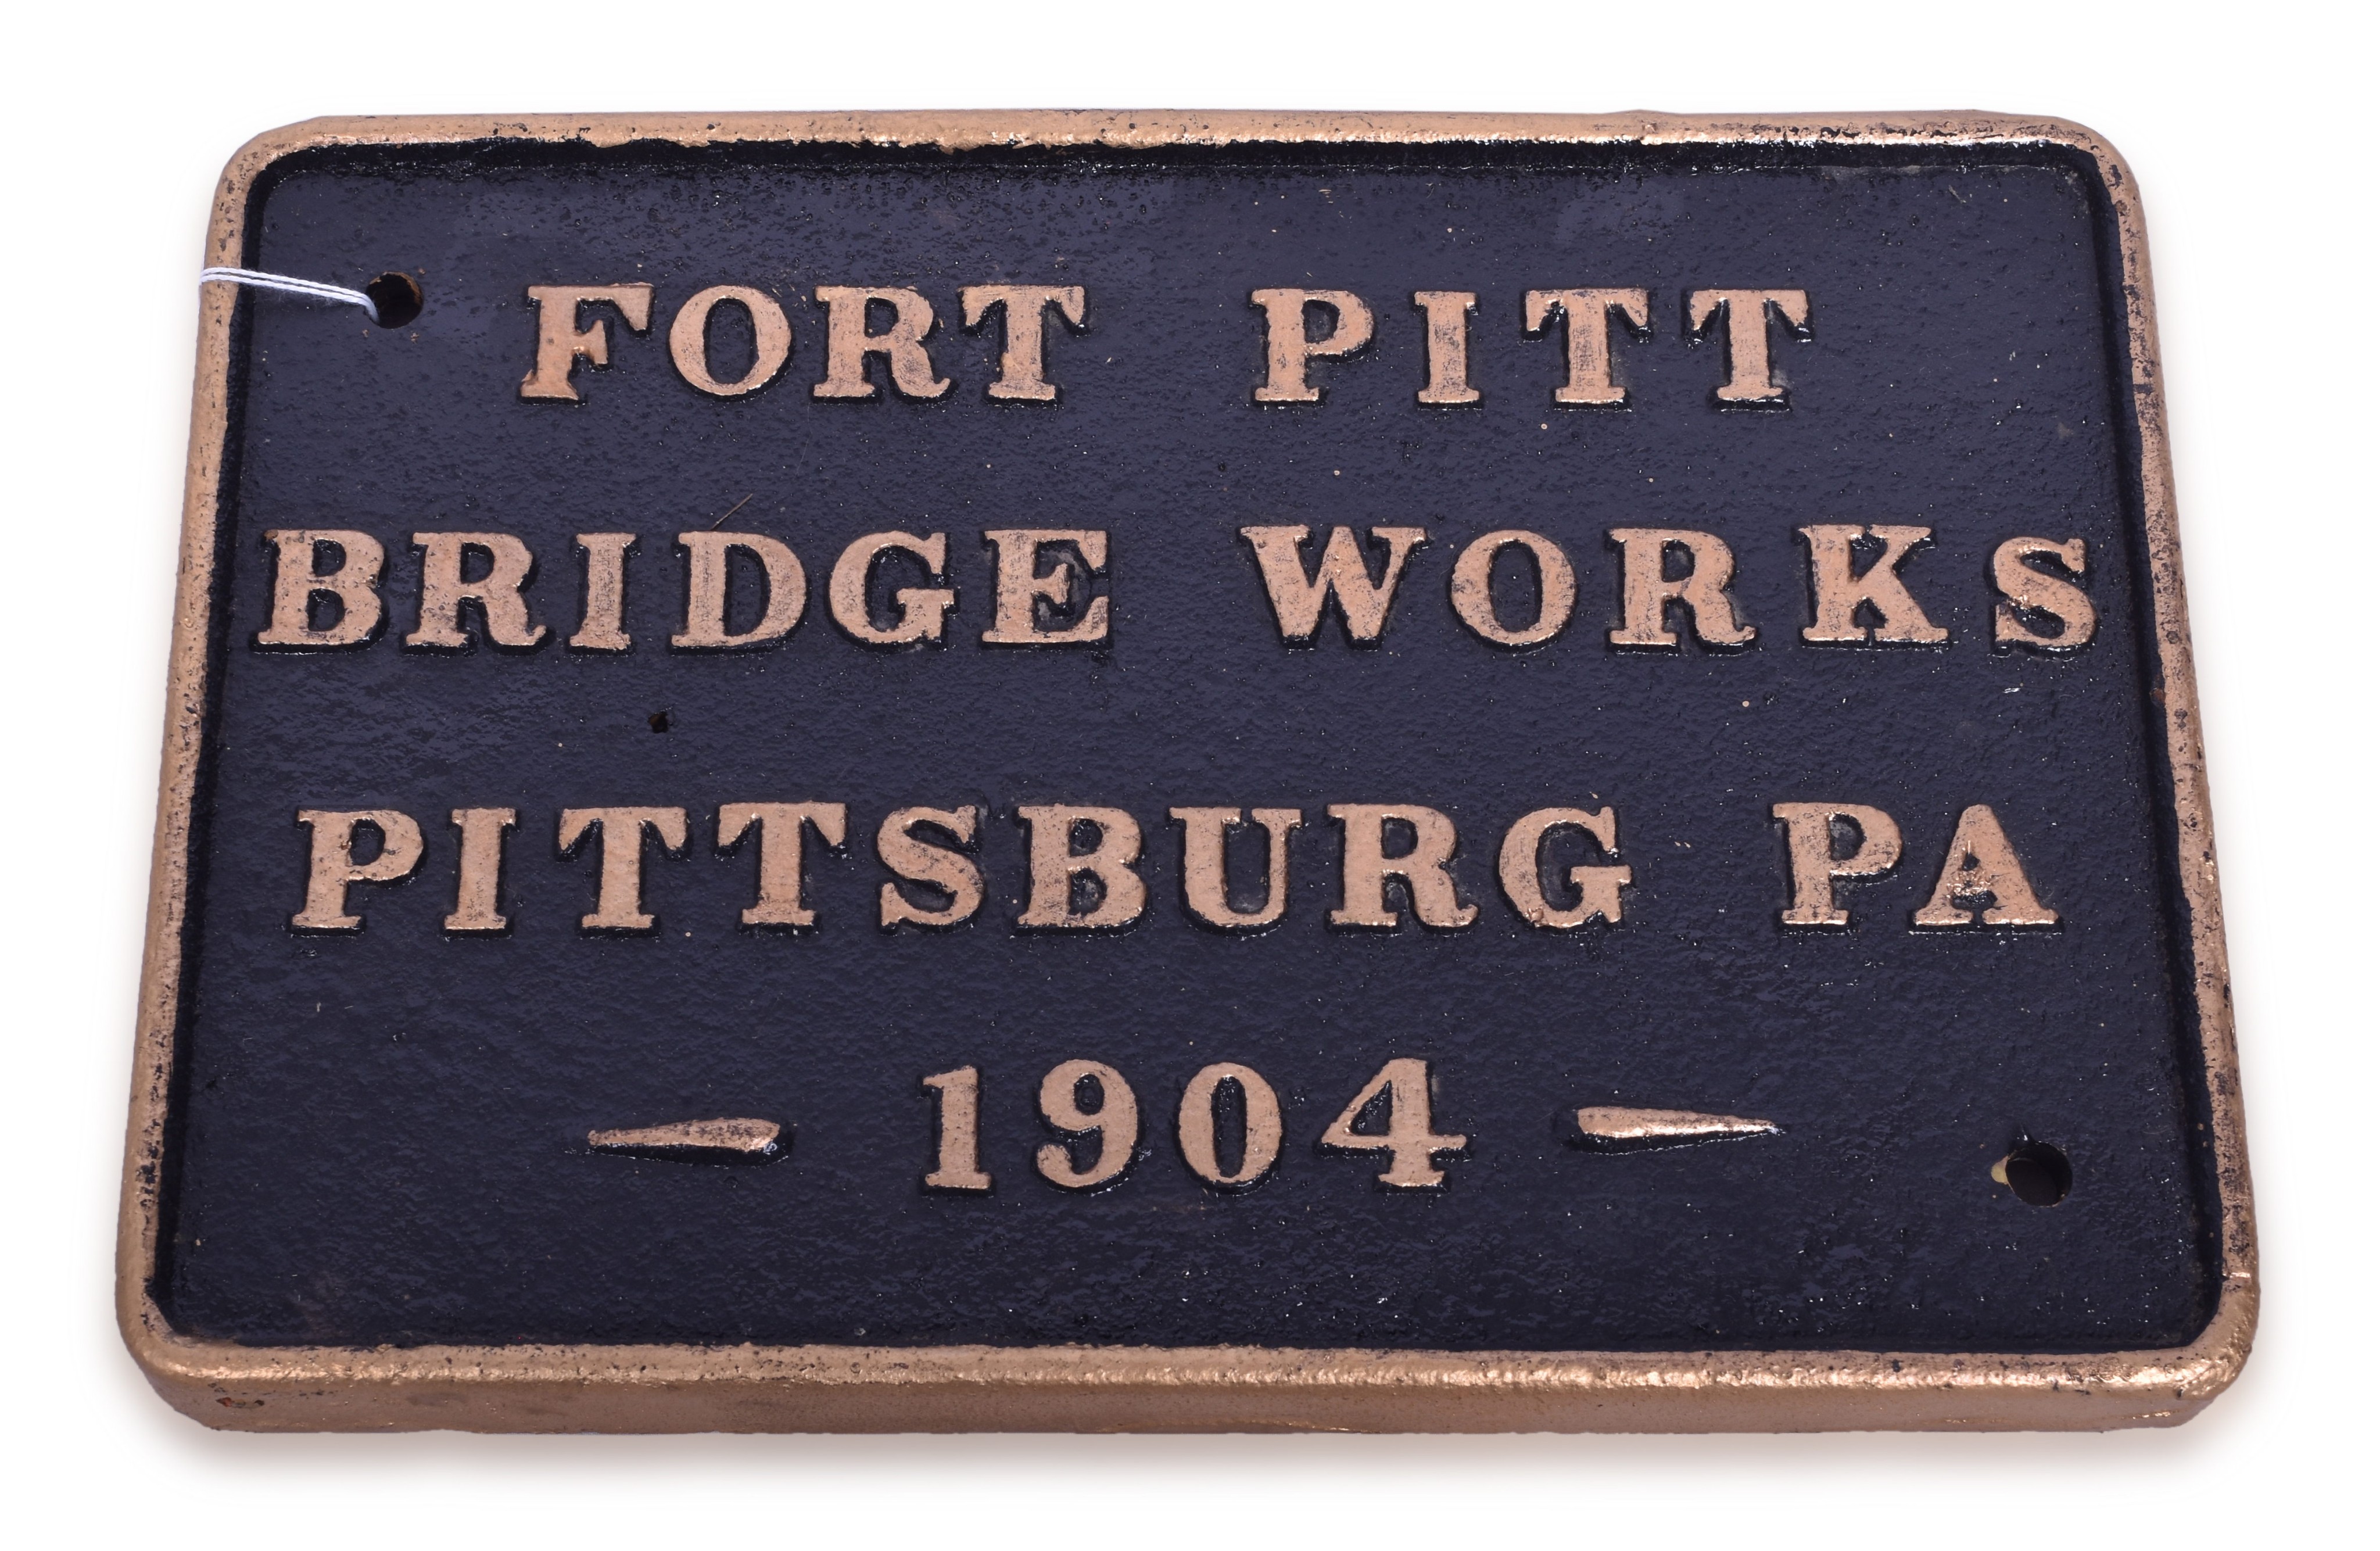 FORT PITT
BRIDGE WORKS
PITTSBURG PA
1904